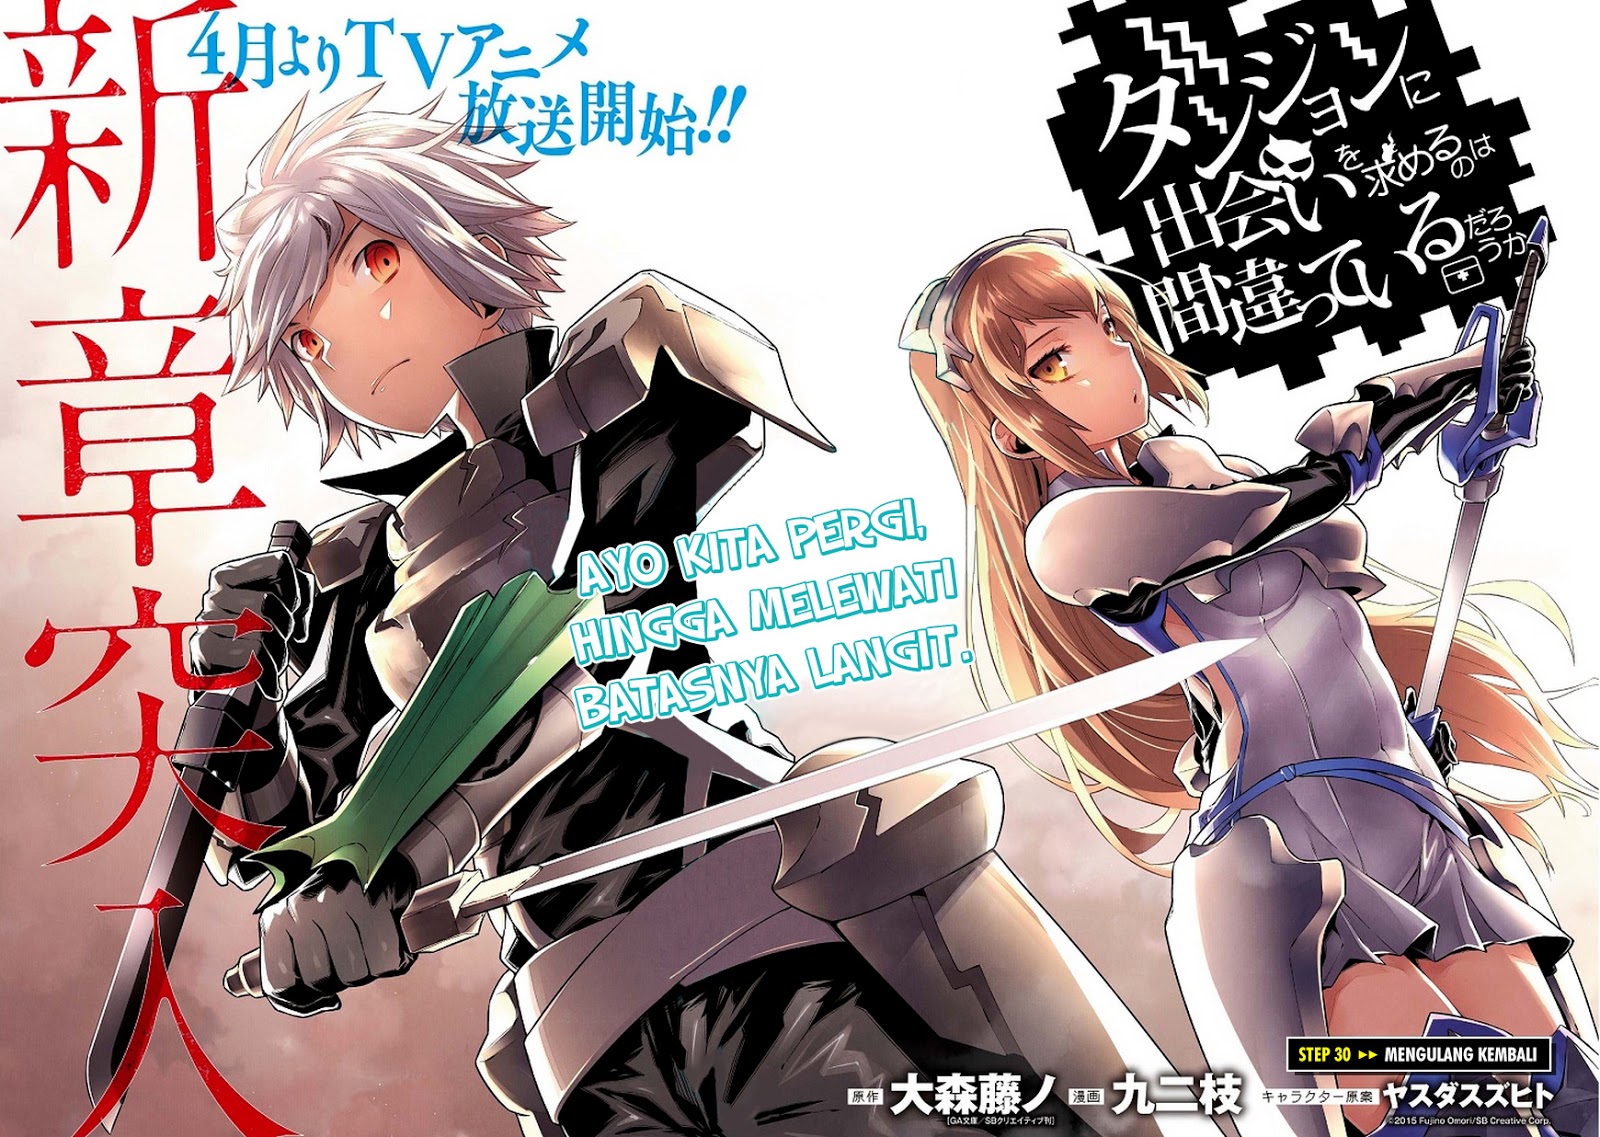 新章突入
4月よりTVアニメ
放送開始!!
ダンジョンに
出会いを求めるのは
間違っているだろうか
AYO KITA PERGI,
HINGGA MELEWATI
BATASNYA LANGIT.
STEP 30 ▸▸ MENGULANG KEMBALI
原作 大森藤ノ 漫画 九二枝 キャラクター原案 ヤスダスズヒト
[GA文庫/SBクリエイティブ刊]
©2015 Fujino Omori/SB Creative Corp.